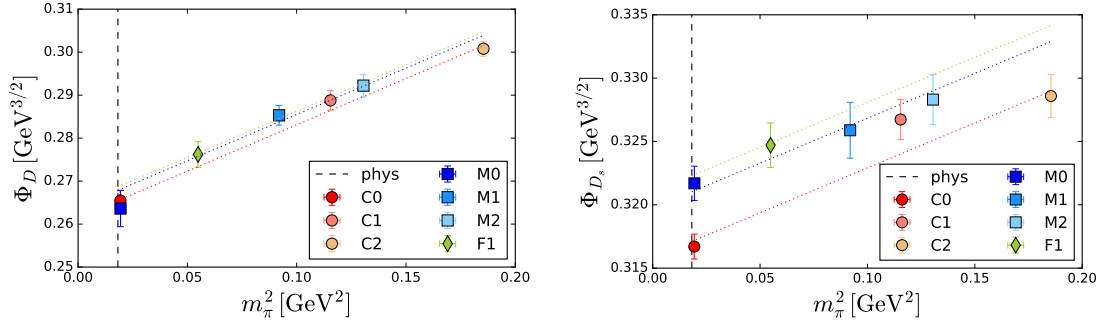 0.31
0.30
0.29
0.28
0.27
0.26
0.25
Φ_D [GeV^{3/2}]
0.00 0.05 0.10 0.15 0.20
m_π^2 [GeV^2]
phys M0
C0 M1
C1 M2
C2 F1
0.335
0.330
0.325
0.320
0.315
Φ_{D_s} [GeV^{3/2}]
0.00 0.05 0.10 0.15 0.20
m_π^2 [GeV^2]
phys M0
C0 M1
C1 M2
C2 F1